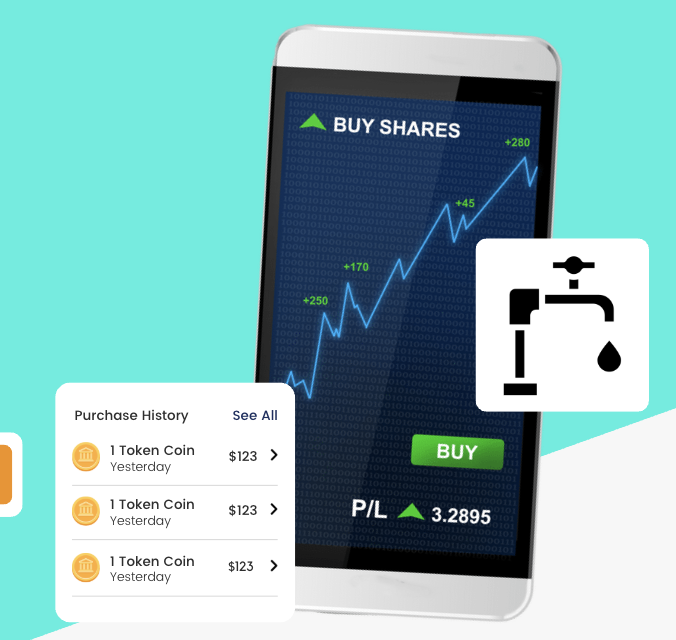 BUY SHARES
+280
+45
+170
+250
BUY
P/L 3.2895
Purchase History See All
1 Token Coin $123
Yesterday
1 Token Coin $123
Yesterday
1 Token Coin $123
Yesterday